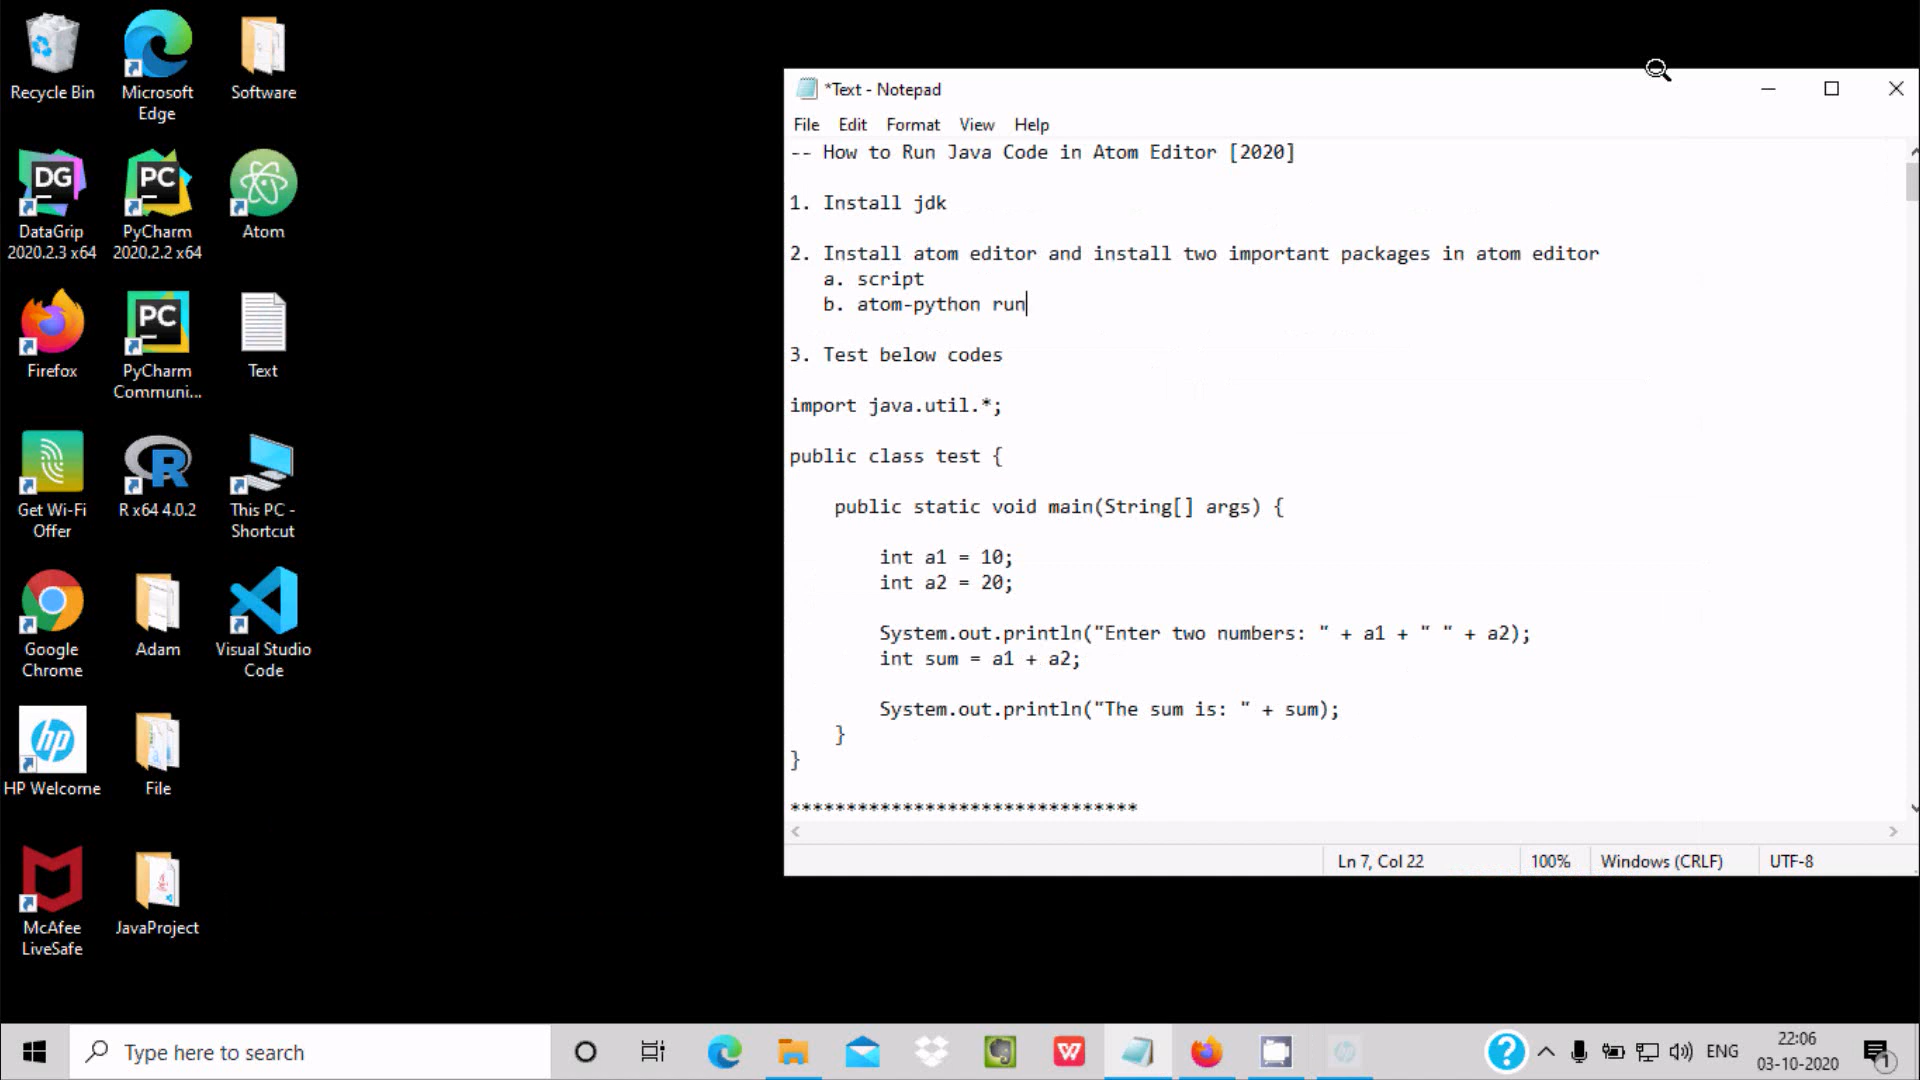 Recycle Bin
Microsoft
Edge
Software
DG
PC
DataGrip
2020.2.3 x64
PyCharm
2020.2.2 x64
Atom
PC
Firefox
PyCharm
Communi...
Text
R
Get Wi-Fi
Offer
R x64 4.0.2
This PC -
Shortcut
Google
Chrome
Adam
Visual Studio
Code
hp
HP Welcome
File
McAfee
LiveSafe
JavaProject
*Text - Notepad
File Edit Format View Help
-- How to Run Java Code in Atom Editor [2020]
1. Install jdk
2. Install atom editor and install two important packages in atom editor
a. script
b. atom-python run
3. Test below codes
import java.util.*;
public class test {
public static void main(String[] args) {
int a1 = 10;
int a2 = 20;
System.out.println("Enter two numbers: " + a1 + " " + a2);
int sum = a1 + a2;
System.out.println("The sum is: " + sum);
}
}
*******************************
Ln 7, Col 22 100% Windows (CRLF) UTF-8
Type here to search
W
?
ENG
22:06
03-10-2020
1